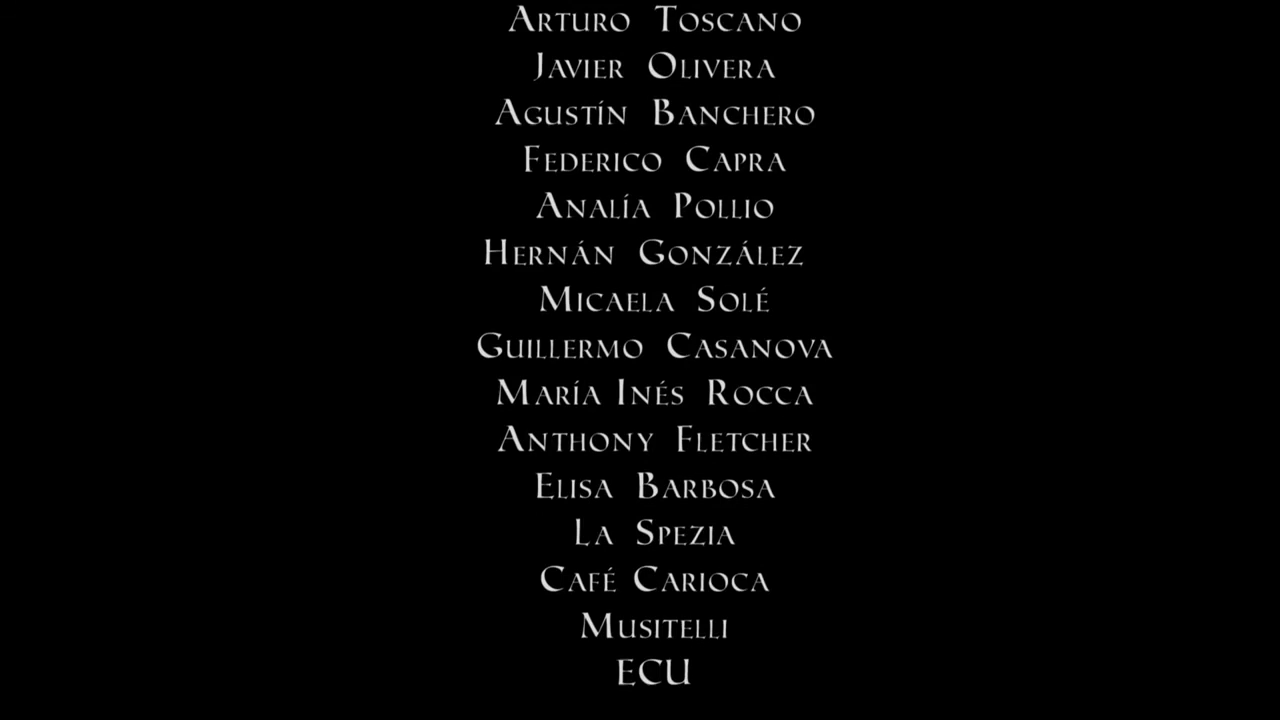 Arturo Toscano
Javier Olivera
Agustín Banchero
Federico Capra
Analía Pollio
Hernán González
Micaela Solé
Guillermo Casanova
María Inés Rocca
Anthony Fletcher
Elisa Barbosa
La Spezia
Café Carioca
Musitelli
ECU